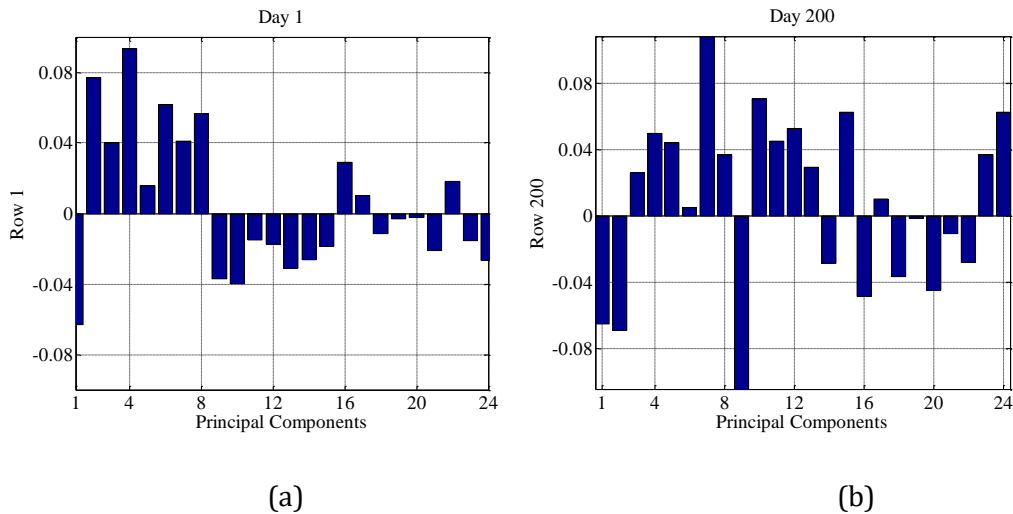 Day 1
0.08
0.04
0
-0.04
-0.08
Row 1
1 4 8 12 16 20 24
Principal Components
(a)
Day 200
0.08
0.04
0
-0.04
-0.08
Row 200
1 4 8 12 16 20 24
Principal Components
(b)